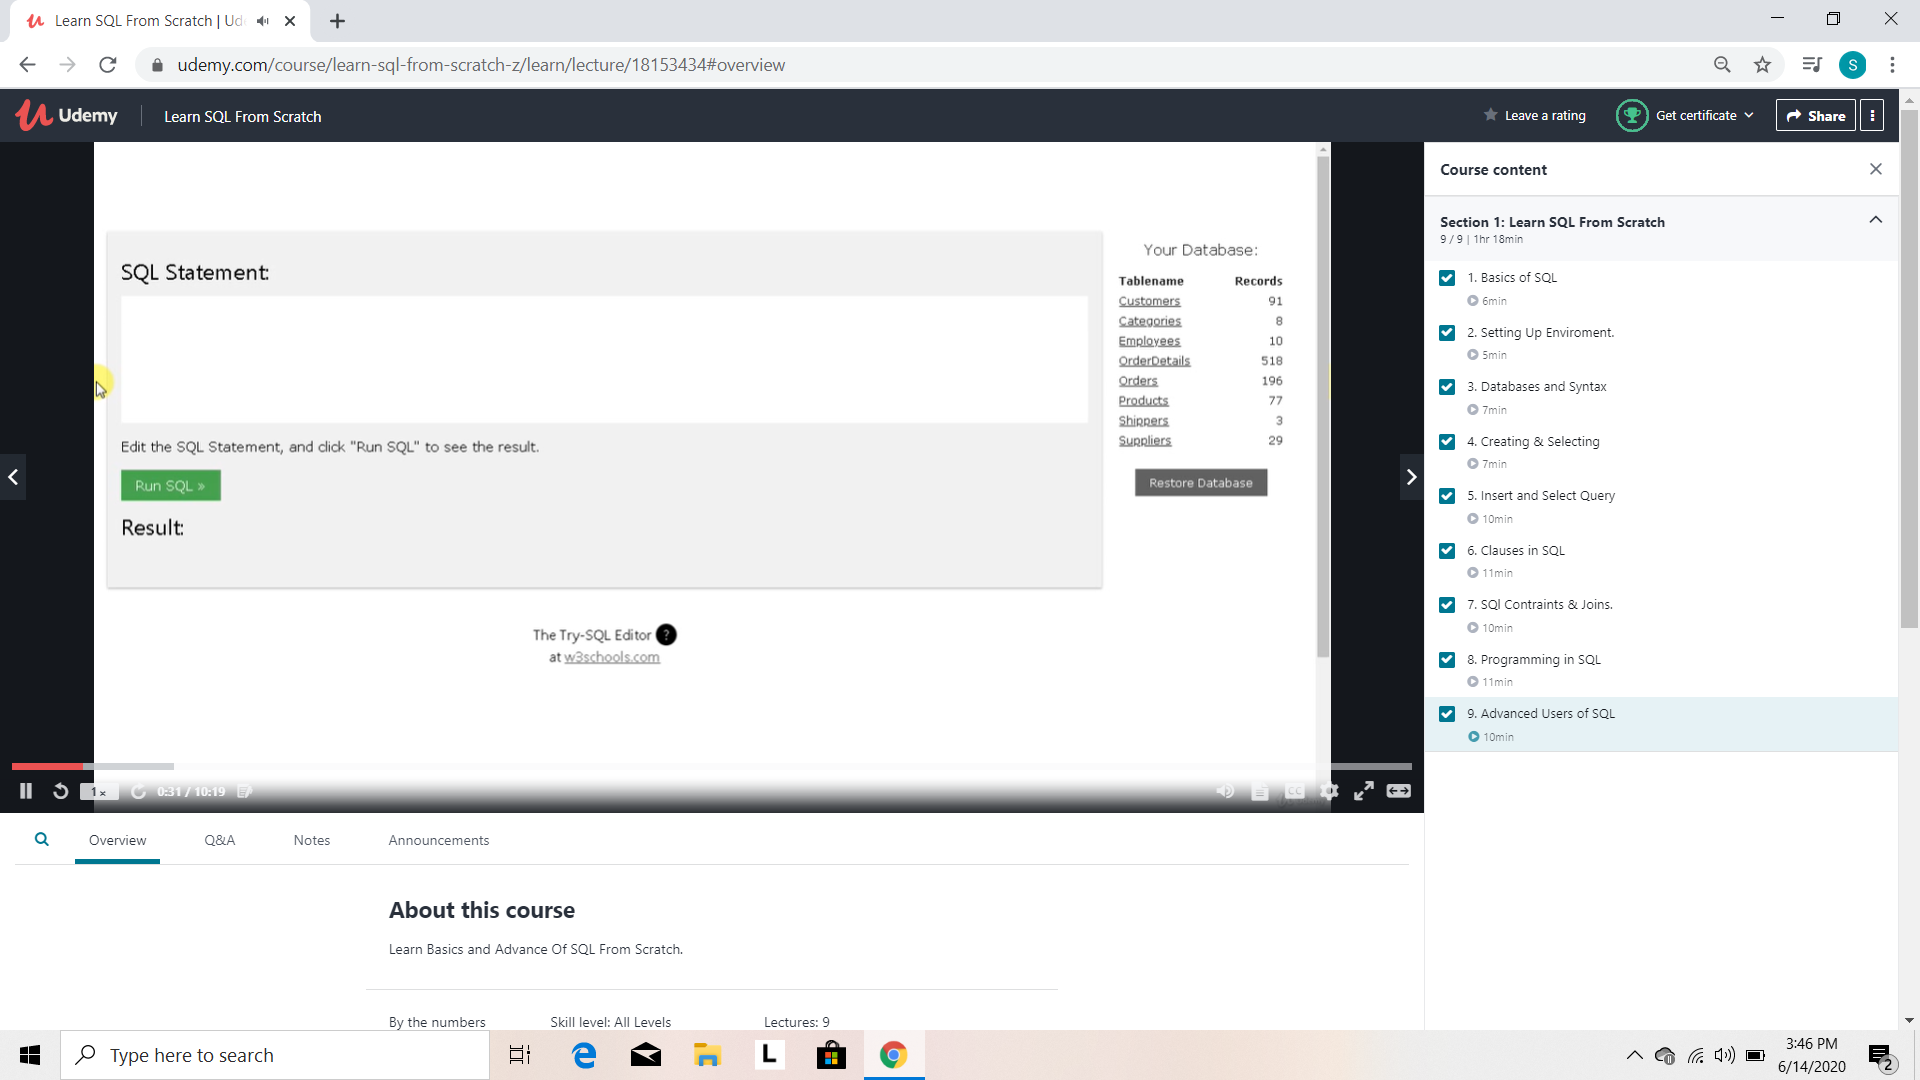 Learn SQL From Scratch | Ud
udemy.com/course/learn-sql-from-scratch-z/learn/lecture/18153434#overview
S
Udemy
Learn SQL From Scratch
Leave a rating
Get certificate
Share
SQL Statement:
Edit the SQL Statement, and click "Run SQL" to see the result.
Run SQL »
Result:
Your Database:
Tablename Records
Customers 91
Categories 8
Employees 10
OrderDetails 518
Orders 196
Products 77
Shippers 3
Suppliers 29
Restore Database
The Try-SQL Editor ?
at w3schools.com
1x
0:31 / 10:19
CC
Course content
Section 1: Learn SQL From Scratch
9 / 9 | 1hr 18min
1. Basics of SQL
6min
2. Setting Up Enviroment.
5min
3. Databases and Syntax
7min
4. Creating & Selecting
7min
5. Insert and Select Query
10min
6. Clauses in SQL
11min
7. SQl Contraints & Joins.
10min
8. Programming in SQL
11min
9. Advanced Users of SQL
10min
Overview
Q&A
Notes
Announcements
About this course
Learn Basics and Advance Of SQL From Scratch.
By the numbers
Skill level: All Levels
Lectures: 9
Type here to search
L
3:46 PM
6/14/2020
2